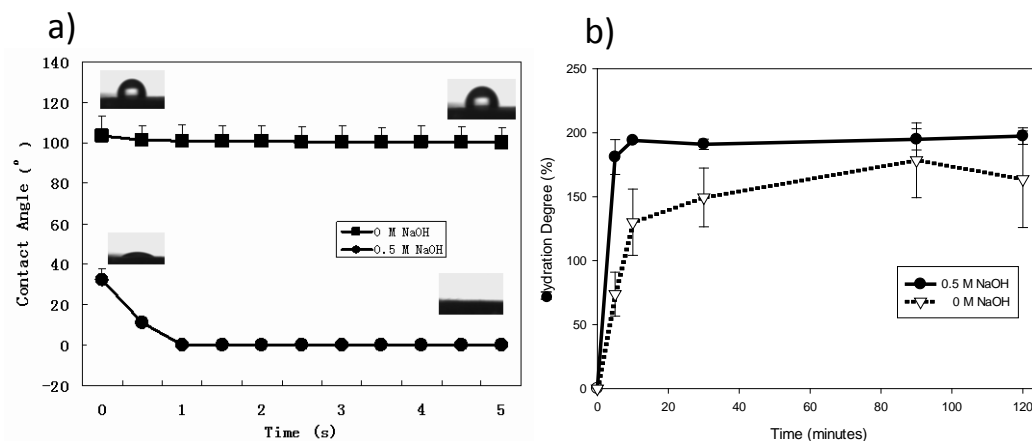 a)
b)
140
120
100
80
60
40
20
0
-20
Contact Angle (°)
0 M NaOH
0.5 M NaOH
0 1 2 3 4 5
Time (s)
250
200
150
100
50
0
Hydration Degree (%)
0.5 M NaOH
0 M NaOH
0 20 40 60 80 100 120
Time (minutes)